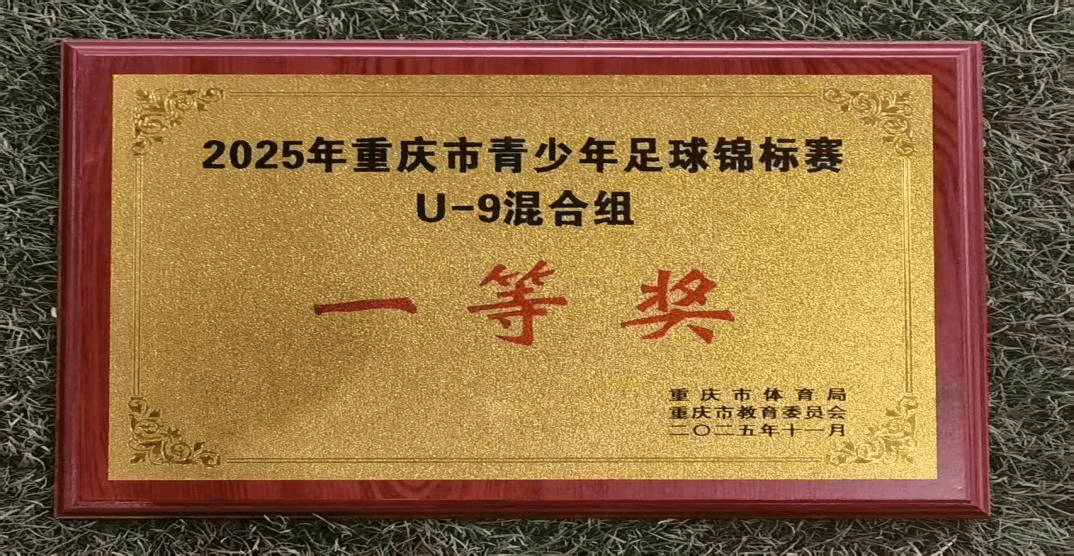 2025年重庆市青少年足球锦标赛
U-9混合组
一等奖
重庆市体育局
重庆市教育委员会
二〇二五年十一月